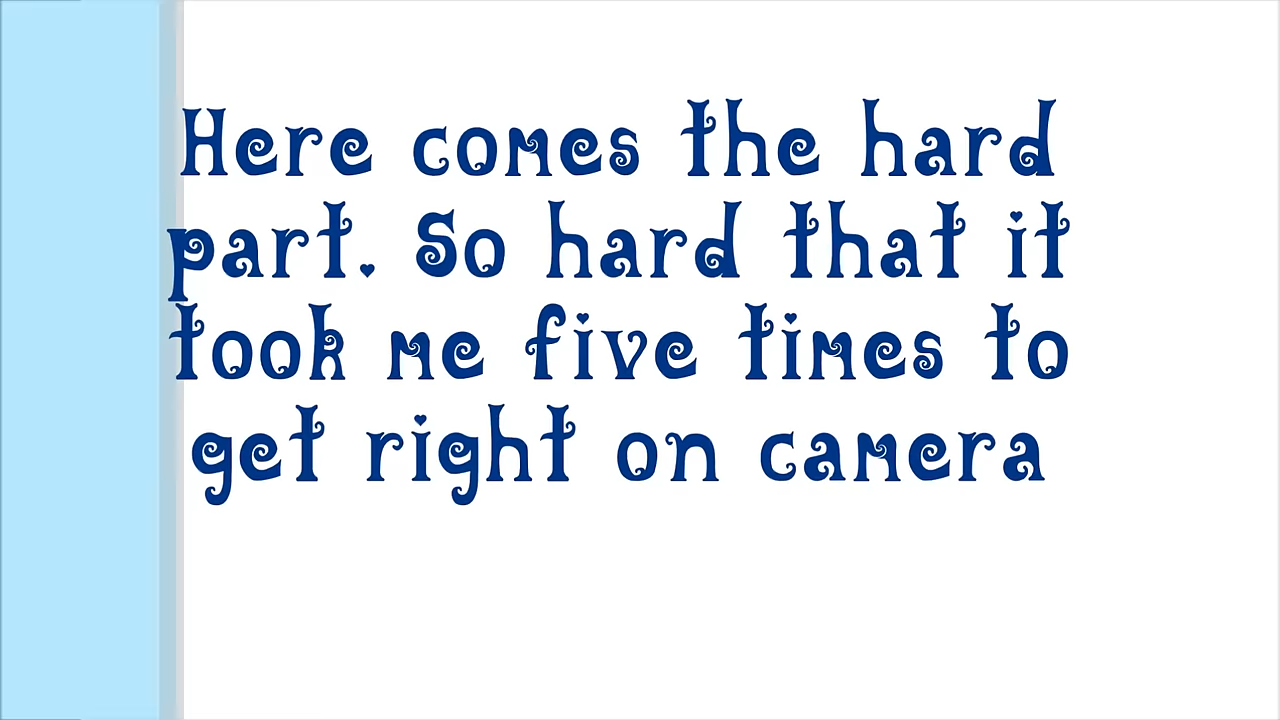 Here comes the hard
part. So hard that it
took me five times to
get right on camera